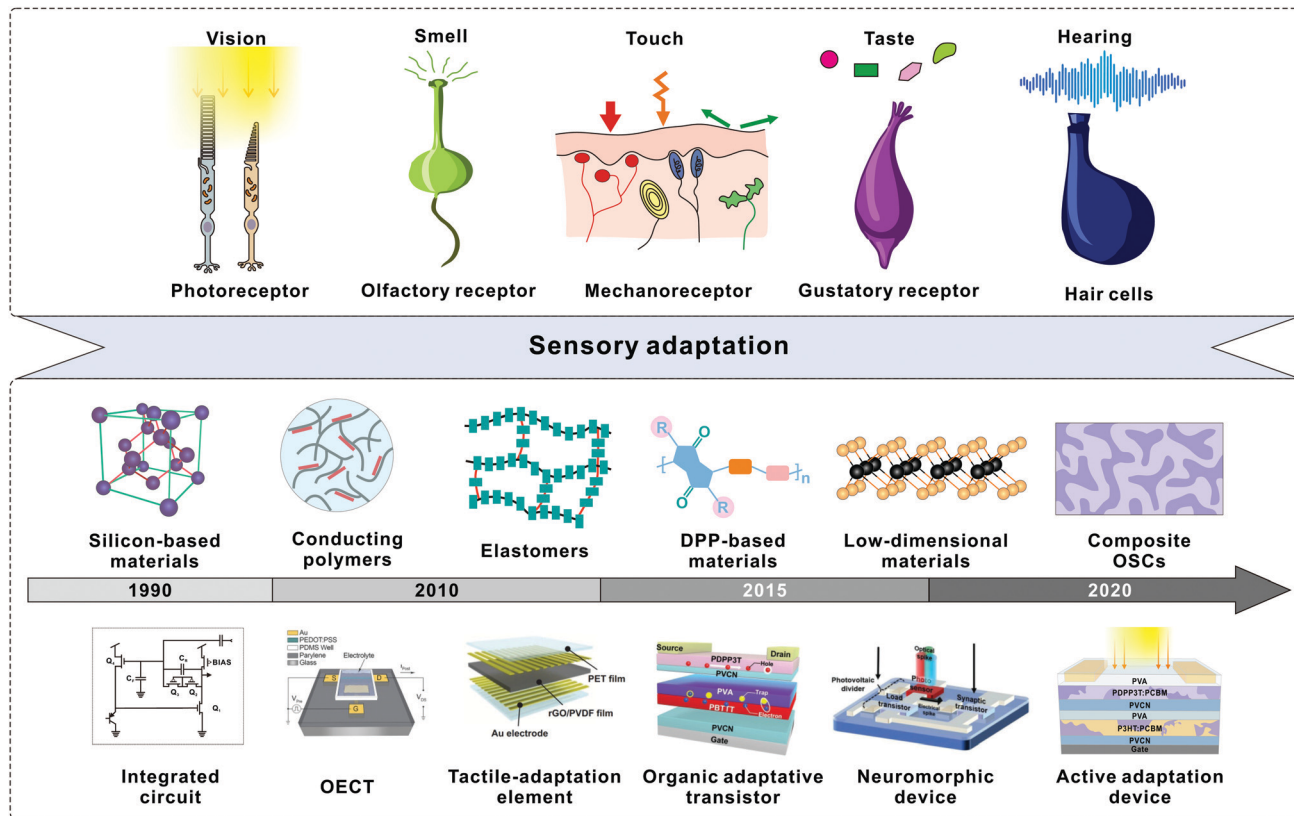 Vision
Smell
Touch
Taste
Hearing
Photoreceptor
Olfactory receptor
Mechanoreceptor
Gustatory receptor
Hair cells
Sensory adaptation
R
O
O
R
n
Silicon-based
materials
Conducting
polymers
Elastomers
DPP-based
materials
Low-dimensional
materials
Composite
OSCs
1990
2010
2015
2020
BIAS
Au
PEDOT:PSS
PDMS Well
Parylene
Glass
Electrolyte
S
D
G
PET film
rGO/PVDF film
Au electrode
Source
Drain
PDPP3T
Hole
PVCN
PVA
Trap
PBTTT
Electron
PVCN
Gate
Optical
spike
Photovoltaic
divider
Photo
sensor
Synaptic
transistor
Load
transistor
Electrical
spike
PVA
PDPP3T:PCBM
PVCN
PVA
P3HT:PCBM
PVCN
Gate
Integrated
circuit
OECT
Tactile-adaptation
element
Organic adaptative
transistor
Neuromorphic
device
Active adaptation
device